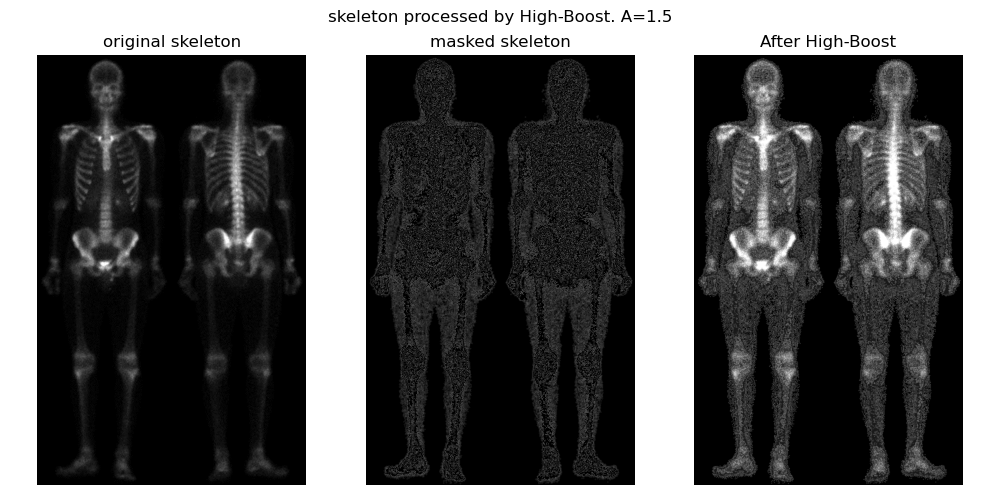 skeleton processed by High-Boost. A=1.5
original skeleton
masked skeleton
After High-Boost